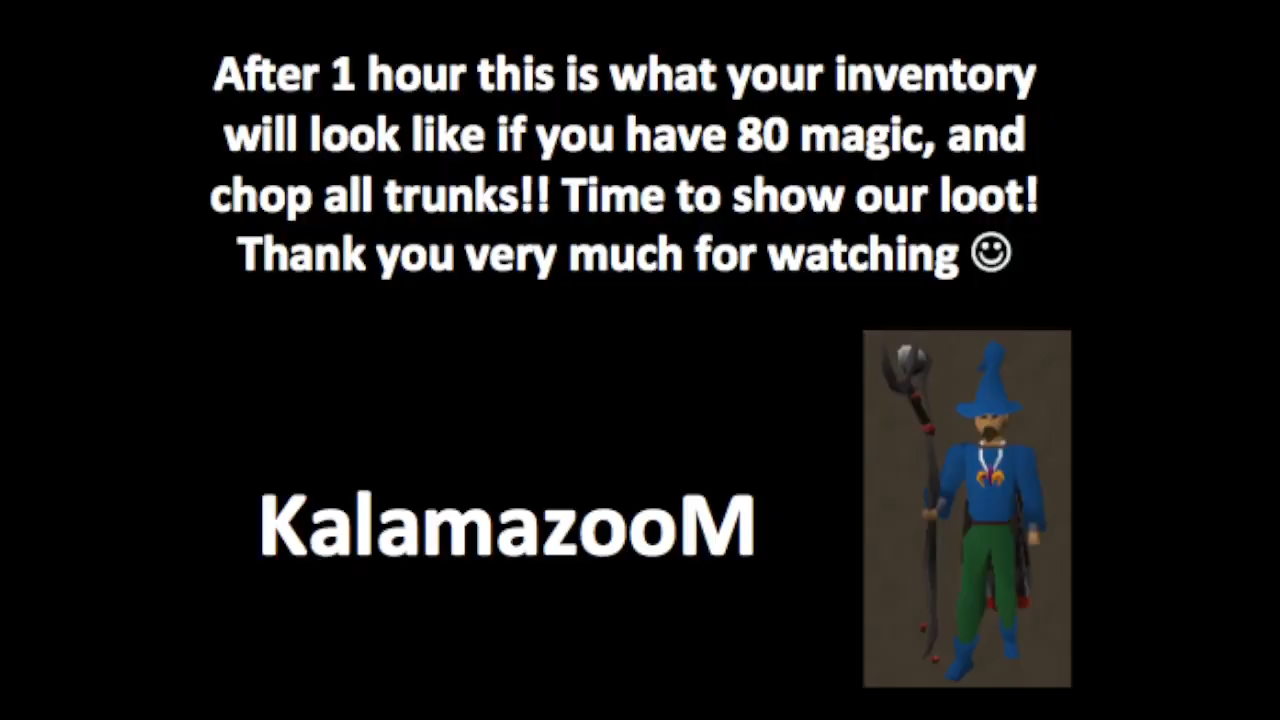 After 1 hour this is what your inventory
will look like if you have 80 magic, and
chop all trunks!! Time to show our loot!
Thank you very much for watching ☺
KalamazooM